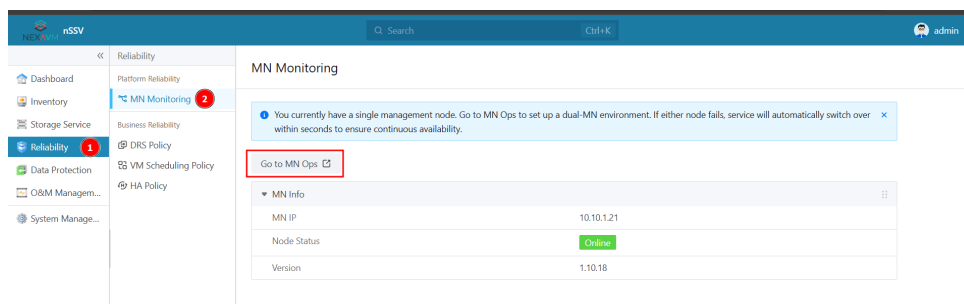 NEXAVM nSSV
Search Ctrl+K
admin
«
Dashboard
Inventory
Storage Service
Reliability 1
Data Protection
O&M Managem...
System Manage...
Reliability
Platform Reliability
MN Monitoring 2
Business Reliability
DRS Policy
VM Scheduling Policy
HA Policy
MN Monitoring
You currently have a single management node. Go to MN Ops to set up a dual-MN environment. If either node fails, service will automatically switch over
within seconds to ensure continuous availability.
Go to MN Ops
MN Info
MN IP 10.10.1.21
Node Status Online
Version 1.10.18